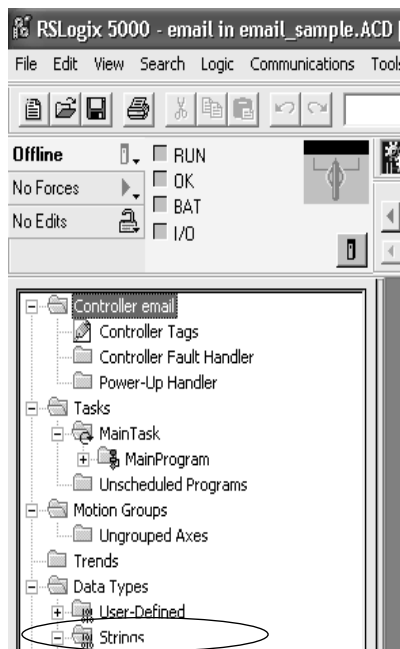 RSLogix 5000 - email in email_sample.ACD [
File Edit View Search Logic Communications Tools
Offline RUN
No Forces OK
No Edits BAT
I/O
Controller email
Controller Tags
Controller Fault Handler
Power-Up Handler
Tasks
MainTask
MainProgram
Unscheduled Programs
Motion Groups
Ungrouped Axes
Trends
Data Types
User-Defined
Strings